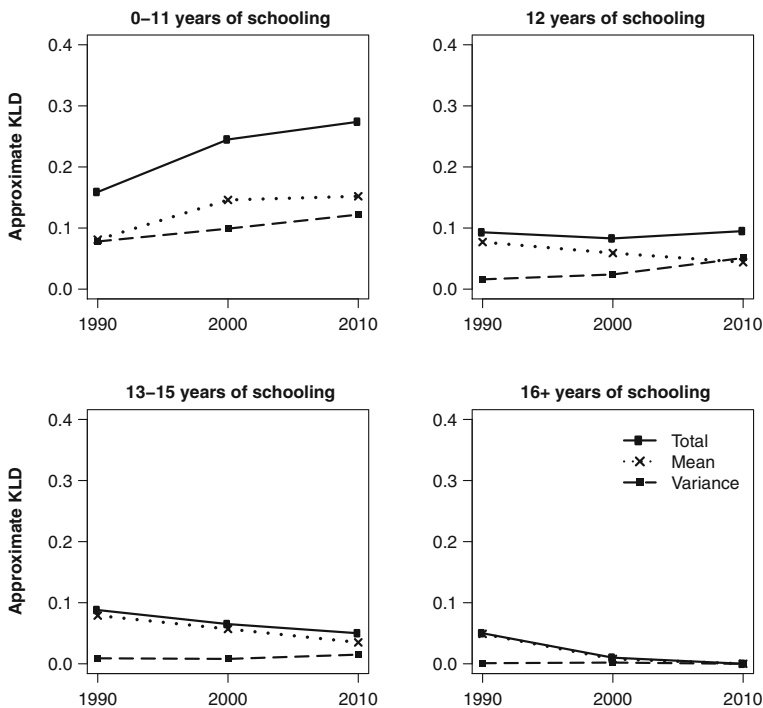 0–11 years of schooling
Approximate KLD
0.4
0.3
0.2
0.1
0.0
1990 2000 2010
12 years of schooling
0.4
0.3
0.2
0.1
0.0
1990 2000 2010
13–15 years of schooling
Approximate KLD
0.4
0.3
0.2
0.1
0.0
1990 2000 2010
16+ years of schooling
0.4
0.3
0.2
0.1
0.0
Total
Mean
Variance
1990 2000 2010